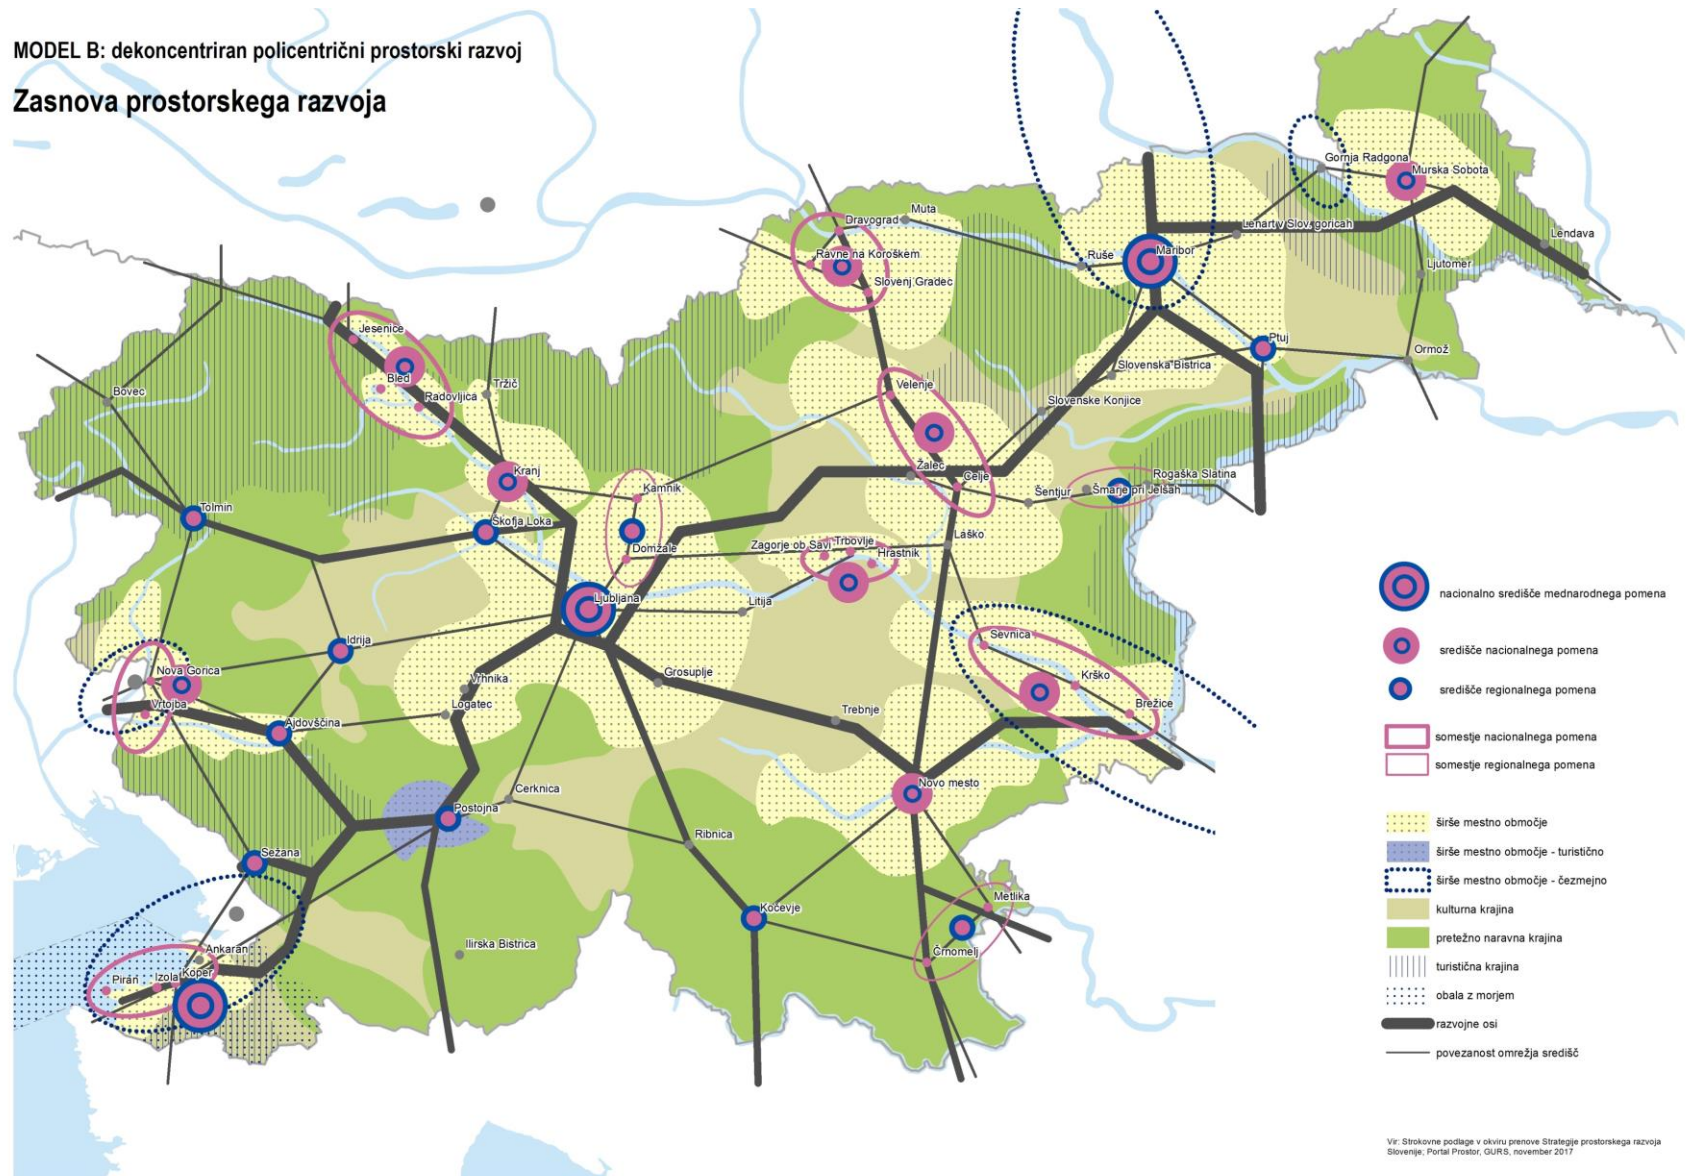 MODEL B: dekoncentriran policentrični prostorski razvoj
Zasnova prostorskega razvoja
Gornja Radgona
Murska Sobota
Muta
Dravograd
Lenart v Slov. goricah
Lendava
Ravne na Koroškem
Ruše
Maribor
Ljutomer
Slovenj Gradec
Jesenice
Ptuj
Ormož
Slovenska Bistrica
Bled
Tržič
Velenje
Bovec
Radovljica
Slovenske Konjice
Kranj
Žalec
Celje
Rogaška Slatina
Kamnik
Šentjur
Šmarje pri Jelšah
Tolmin
Škofja Loka
Laško
Domžale
Zagorje ob Savi
Trbovlje
Hrastnik
Ljubljana
Litija
Idrija
Sevnica
Nova Gorica
Grosuplje
Krško
Vrhnika
Vrtojba
Logatec
Brežice
Ajdovščina
Trebnje
Novo mesto
Cerknica
Postojna
Ribnica
Sežana
Metlika
Kočevje
Ankaran
Ilirska Bistrica
Črnomelj
Piran
Izola
Koper
nacionalno središče mednarodnega pomena
središče nacionalnega pomena
središče regionalnega pomena
somestje nacionalnega pomena
somestje regionalnega pomena
širše mestno območje
širše mestno območje - turistično
širše mestno območje - čezmejno
kulturna krajina
pretežno naravna krajina
turistična krajina
obala z morjem
razvojne osi
povezanost omrežja središč
Vir: Strokovne podlage v okviru prenove Strategije prostorskega razvoja
Slovenije; Portal Prostor, GURS, november 2017